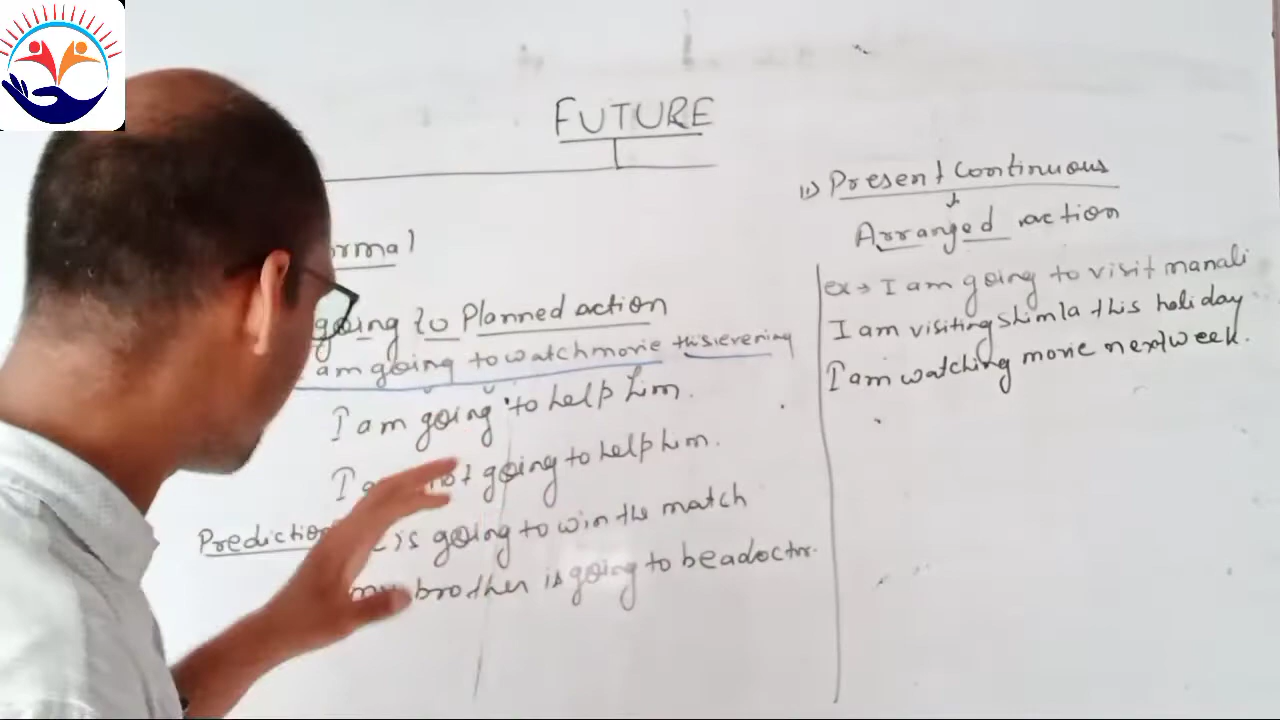 FUTURE
going to Planned action
am going to watch movie this evening
I am going to help him.
I going to help him.
Prediction is going to win the match
my brother is going to be a doctor.
1) Present Continuous
Arranged action
ex→ I am going to visit manali
I am visiting shimla this holiday
I am watching movie next week.